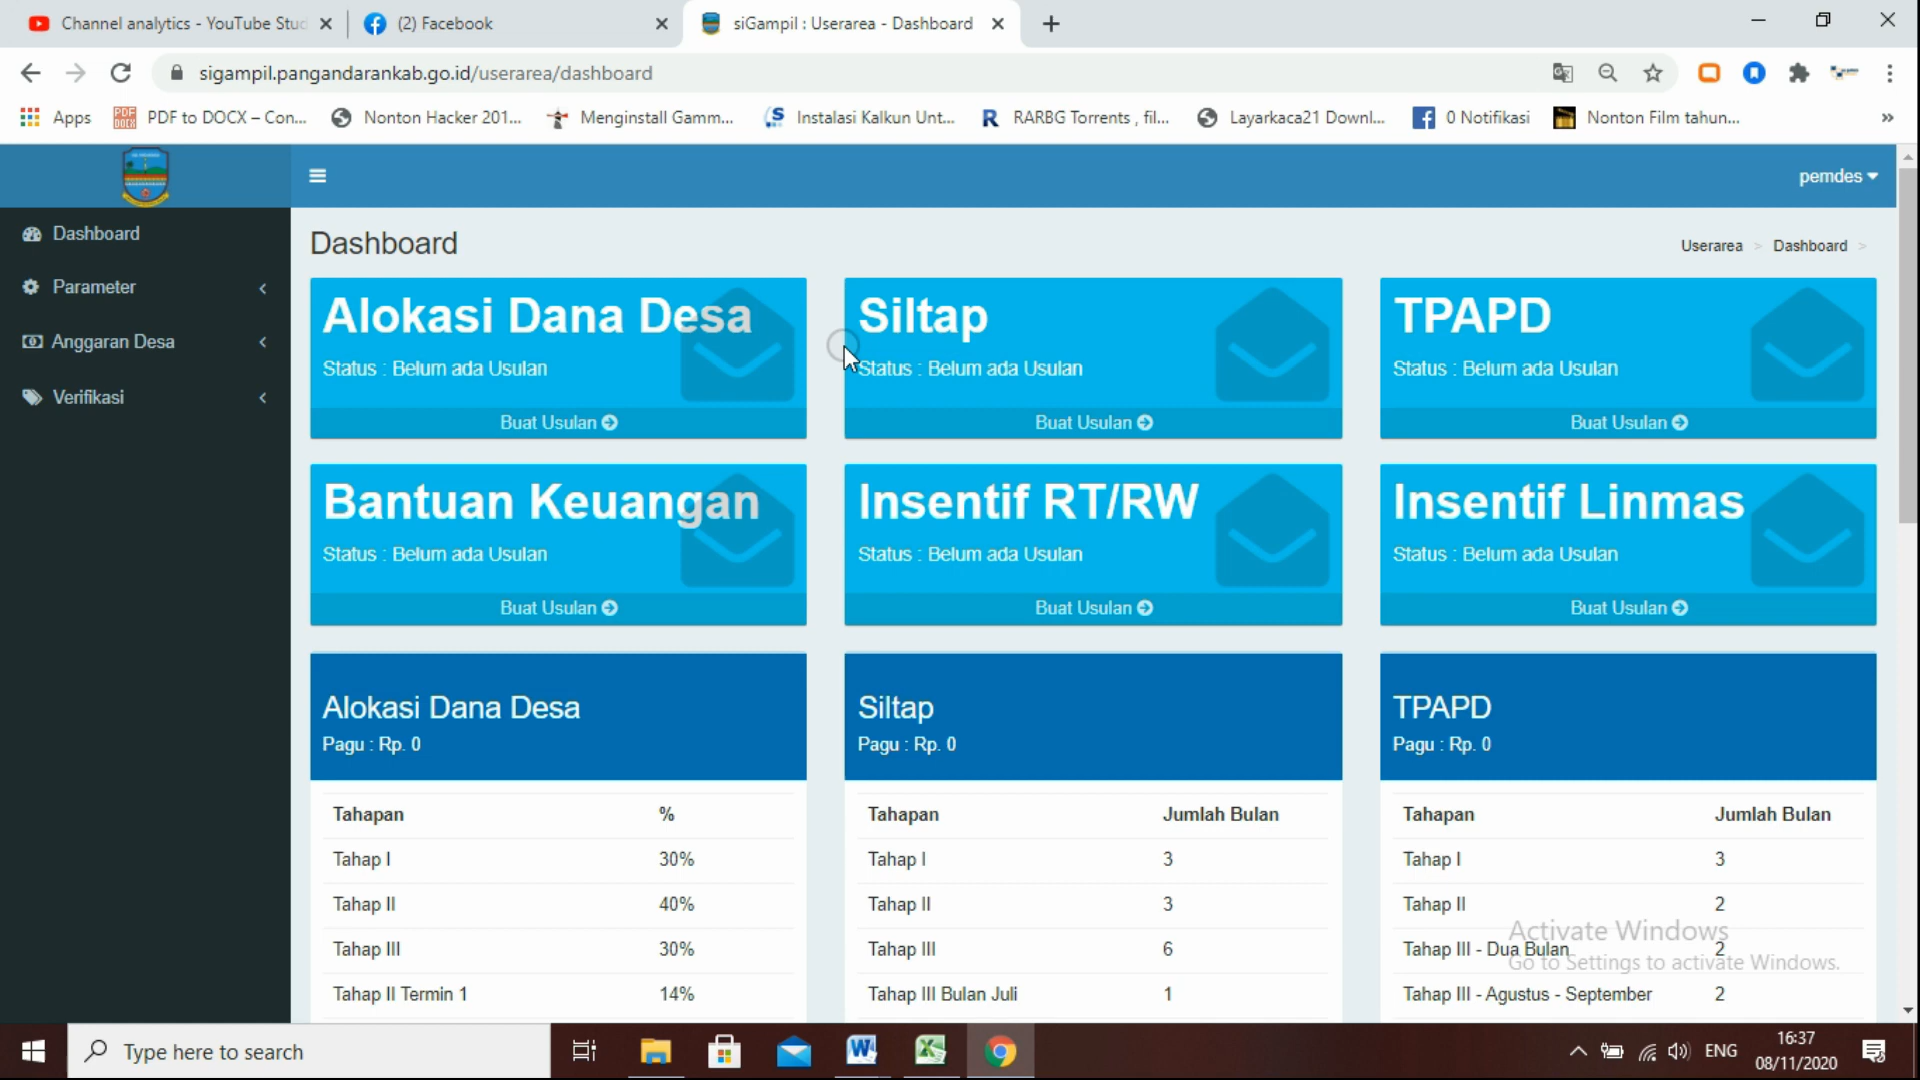 Channel analytics - YouTube Stud
(2) Facebook
siGampil : Userarea - Dashboard
sigampil.pangandarankab.go.id/userarea/dashboard
Apps
PDF to DOCX – Con...
Nonton Hacker 201...
Menginstall Gamm...
Instalasi Kalkun Unt...
RARBG Torrents , fil...
Layarkaca21 Downl...
0 Notifikasi
Nonton Film tahun...
»
pemdes
Dashboard
Parameter
Anggaran Desa
Verifikasi
Dashboard
Userarea > Dashboard >
Alokasi Dana Desa
Status : Belum ada Usulan
Buat Usulan
Siltap
Status : Belum ada Usulan
Buat Usulan
TPAPD
Status : Belum ada Usulan
Buat Usulan
Bantuan Keuangan
Status : Belum ada Usulan
Buat Usulan
Insentif RT/RW
Status : Belum ada Usulan
Buat Usulan
Insentif Linmas
Status : Belum ada Usulan
Buat Usulan
Alokasi Dana Desa
Pagu : Rp. 0
Tahapan %
Tahap I 30%
Tahap II 40%
Tahap III 30%
Tahap II Termin 1 14%
Siltap
Pagu : Rp. 0
Tahapan Jumlah Bulan
Tahap I 3
Tahap II 3
Tahap III 6
Tahap III Bulan Juli 1
TPAPD
Pagu : Rp. 0
Tahapan Jumlah Bulan
Tahap I 3
Tahap II 2
Tahap III - Dua Bulan 2
Tahap III - Agustus - September 2
Activate Windows
Go to Settings to activate Windows.
Type here to search
ENG
16:37
08/11/2020